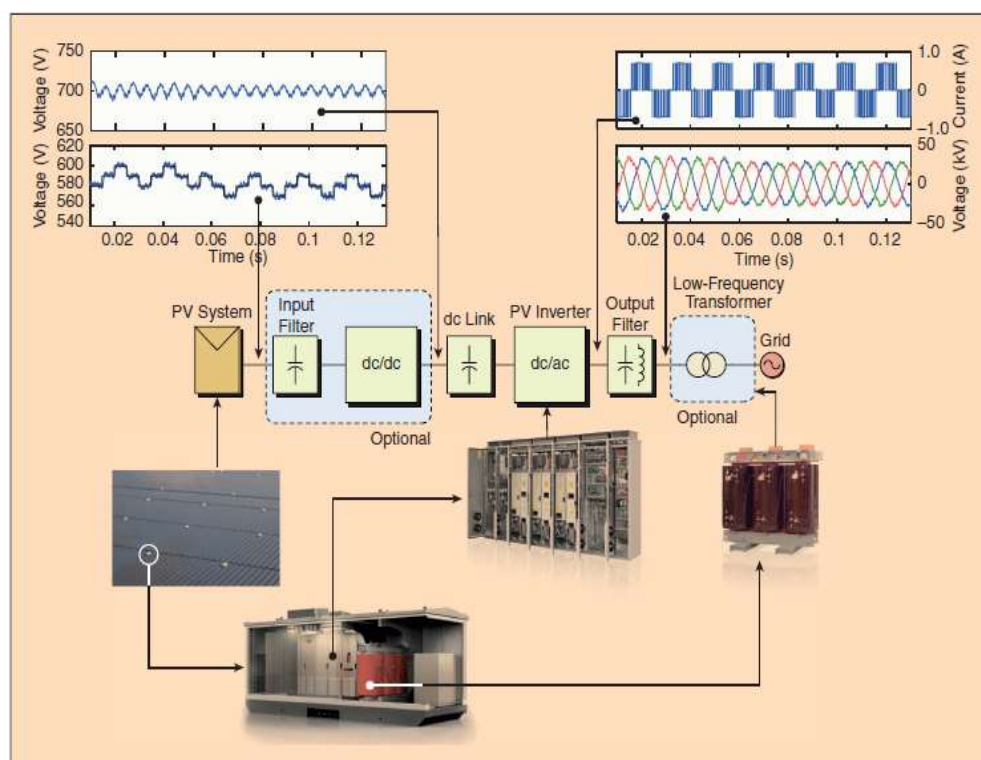 750
700
650
Voltage (V)
600
580
560
540
Voltage (V)
0.02 0.04 0.06 0.08 0.1 0.12
Time (s)
1.0
0
−1.0
Current (A)
50
0
−50
Voltage (kV)
0.02 0.04 0.06 0.08 0.1 0.12
Time (s)
PV System
Input
Filter
dc/dc
Optional
dc Link
PV Inverter
dc/ac
Output
Filter
Low-Frequency
Transformer
Optional
Grid